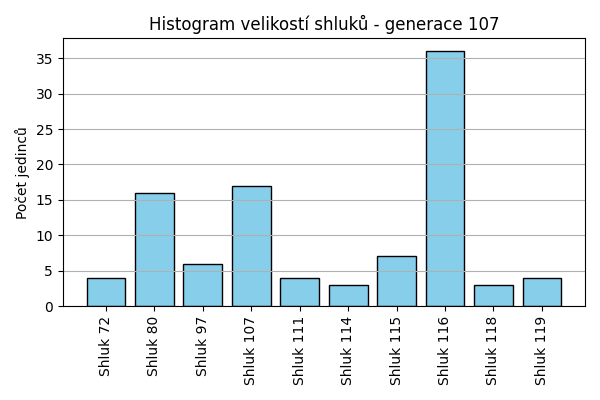 Histogram velikostí shluků - generace 107
Počet jedinců
35
30
25
20
15
10
5
0
Shluk 72
Shluk 80
Shluk 97
Shluk 107
Shluk 111
Shluk 114
Shluk 115
Shluk 116
Shluk 118
Shluk 119